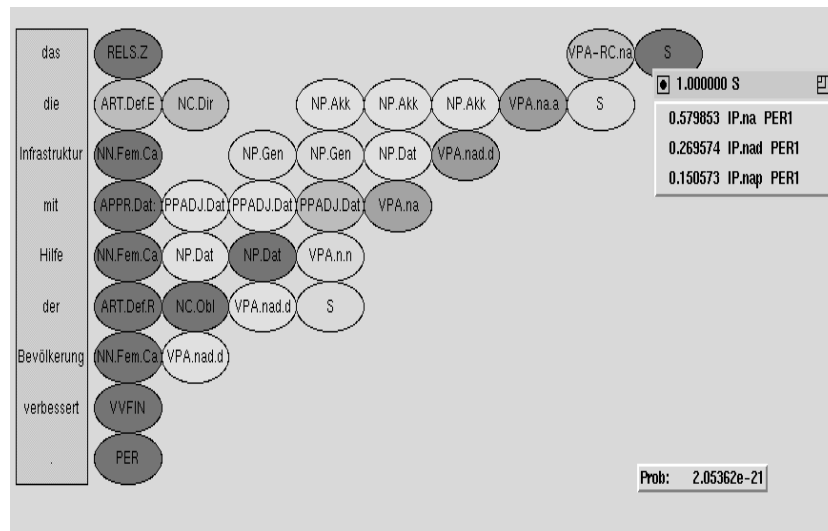 das RELS.Z VPA-RC.na S
1.000000 S
die ART.Def.E NC.Dir NP.Akk NP.Akk NP.Akk VPA.na.a S
0.579853 IP.na PER1
Infrastruktur NN.Fem.Ca NP.Gen NP.Gen NP.Dat VPA.nad.d
0.269574 IP.nad PER1
0.150573 IP.nap PER1
mit APPR.Dat: PPADJ.Dat PPADJ.Dat PPADJ.Dat VPA.na
Hilfe NN.Fem.Ca NP.Dat NP.Dat VPA.n.n
der ART.Def.R NC.Obl VPA.nad.d S
Bevölkerung NN.Fem.Ca VPA.nad.d
verbessert VVFIN
. PER
Prob: 2.05362e-21